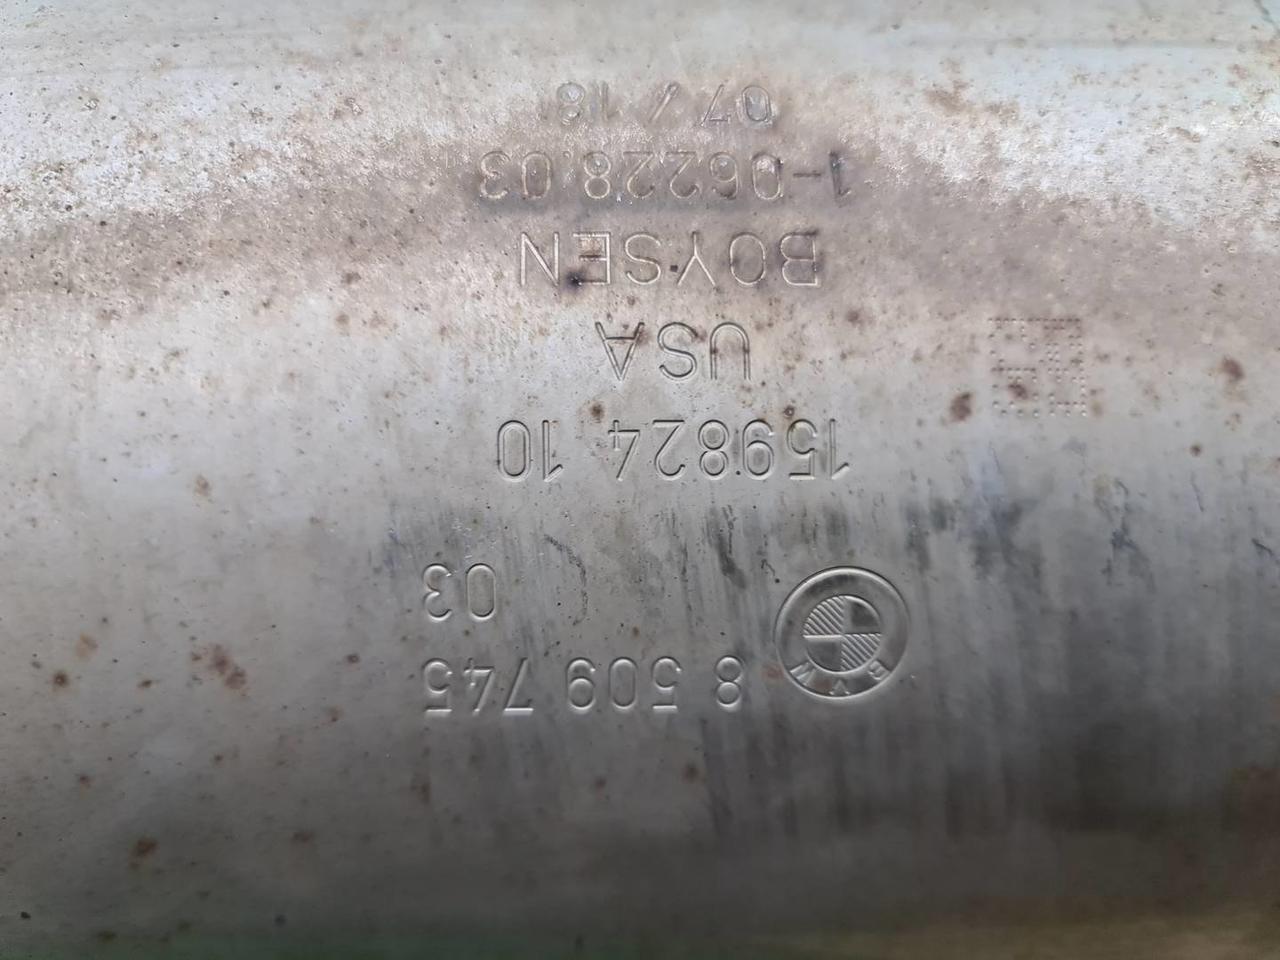 8 509 745
03
BMW
159824 10
USA
BOYSEN
1-06228.03
07 / 18